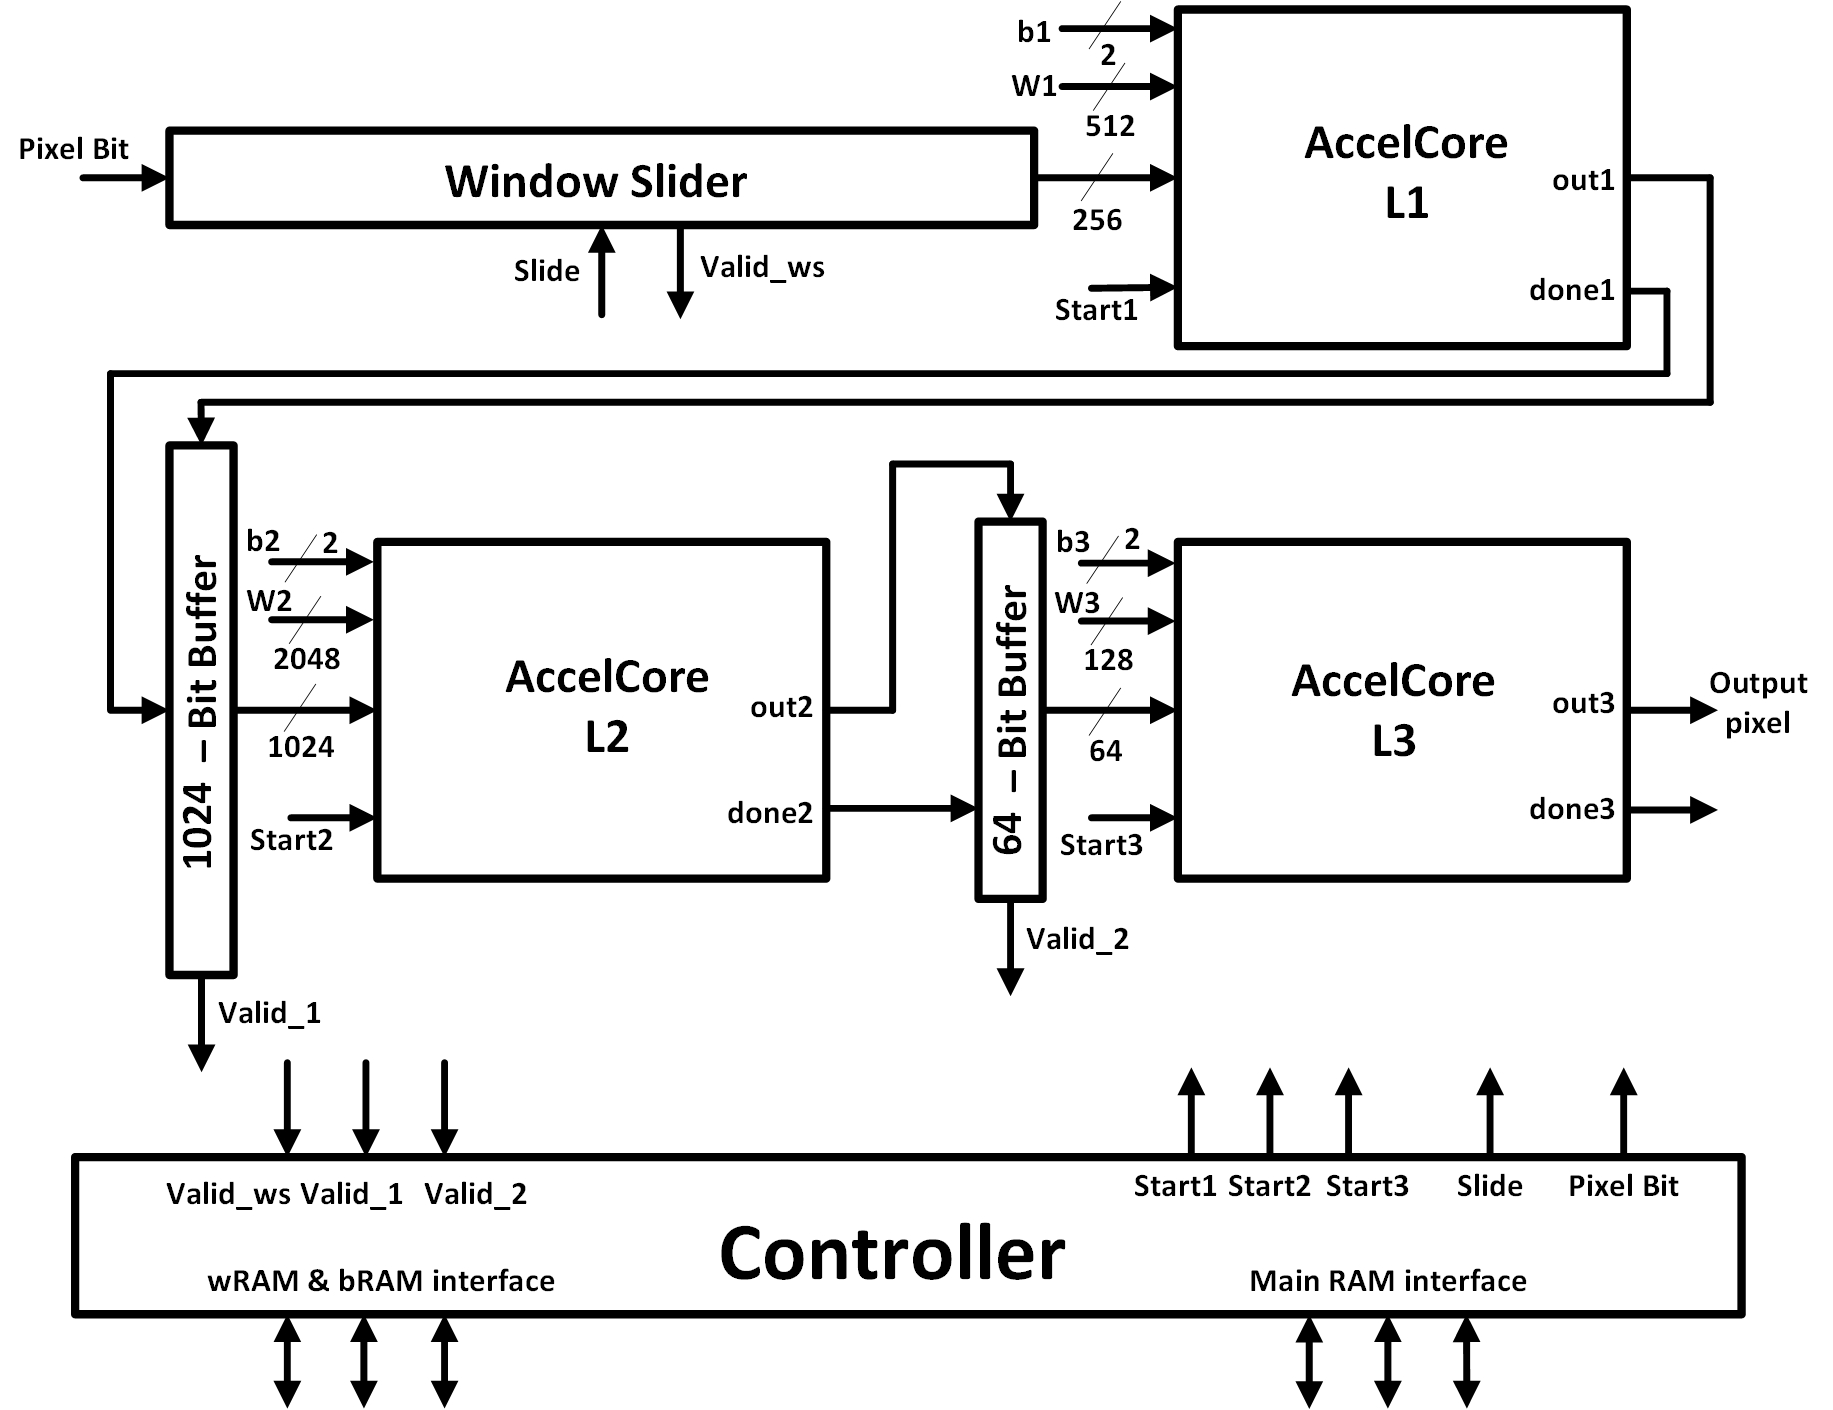 b1
2
W1
512
Pixel Bit
Window Slider
256
Slide
Valid_ws
Start1
AccelCore
L1
out1
done1
1024 – Bit Buffer
b2
2
W2
2048
1024
Start2
AccelCore
L2
out2
done2
64 – Bit Buffer
b3
2
W3
128
64
Start3
AccelCore
L3
out3
done3
Output
pixel
Valid_2
Valid_1
Valid_ws Valid_1 Valid_2
Start1 Start2 Start3 Slide Pixel Bit
Controller
wRAM & bRAM interface
Main RAM interface